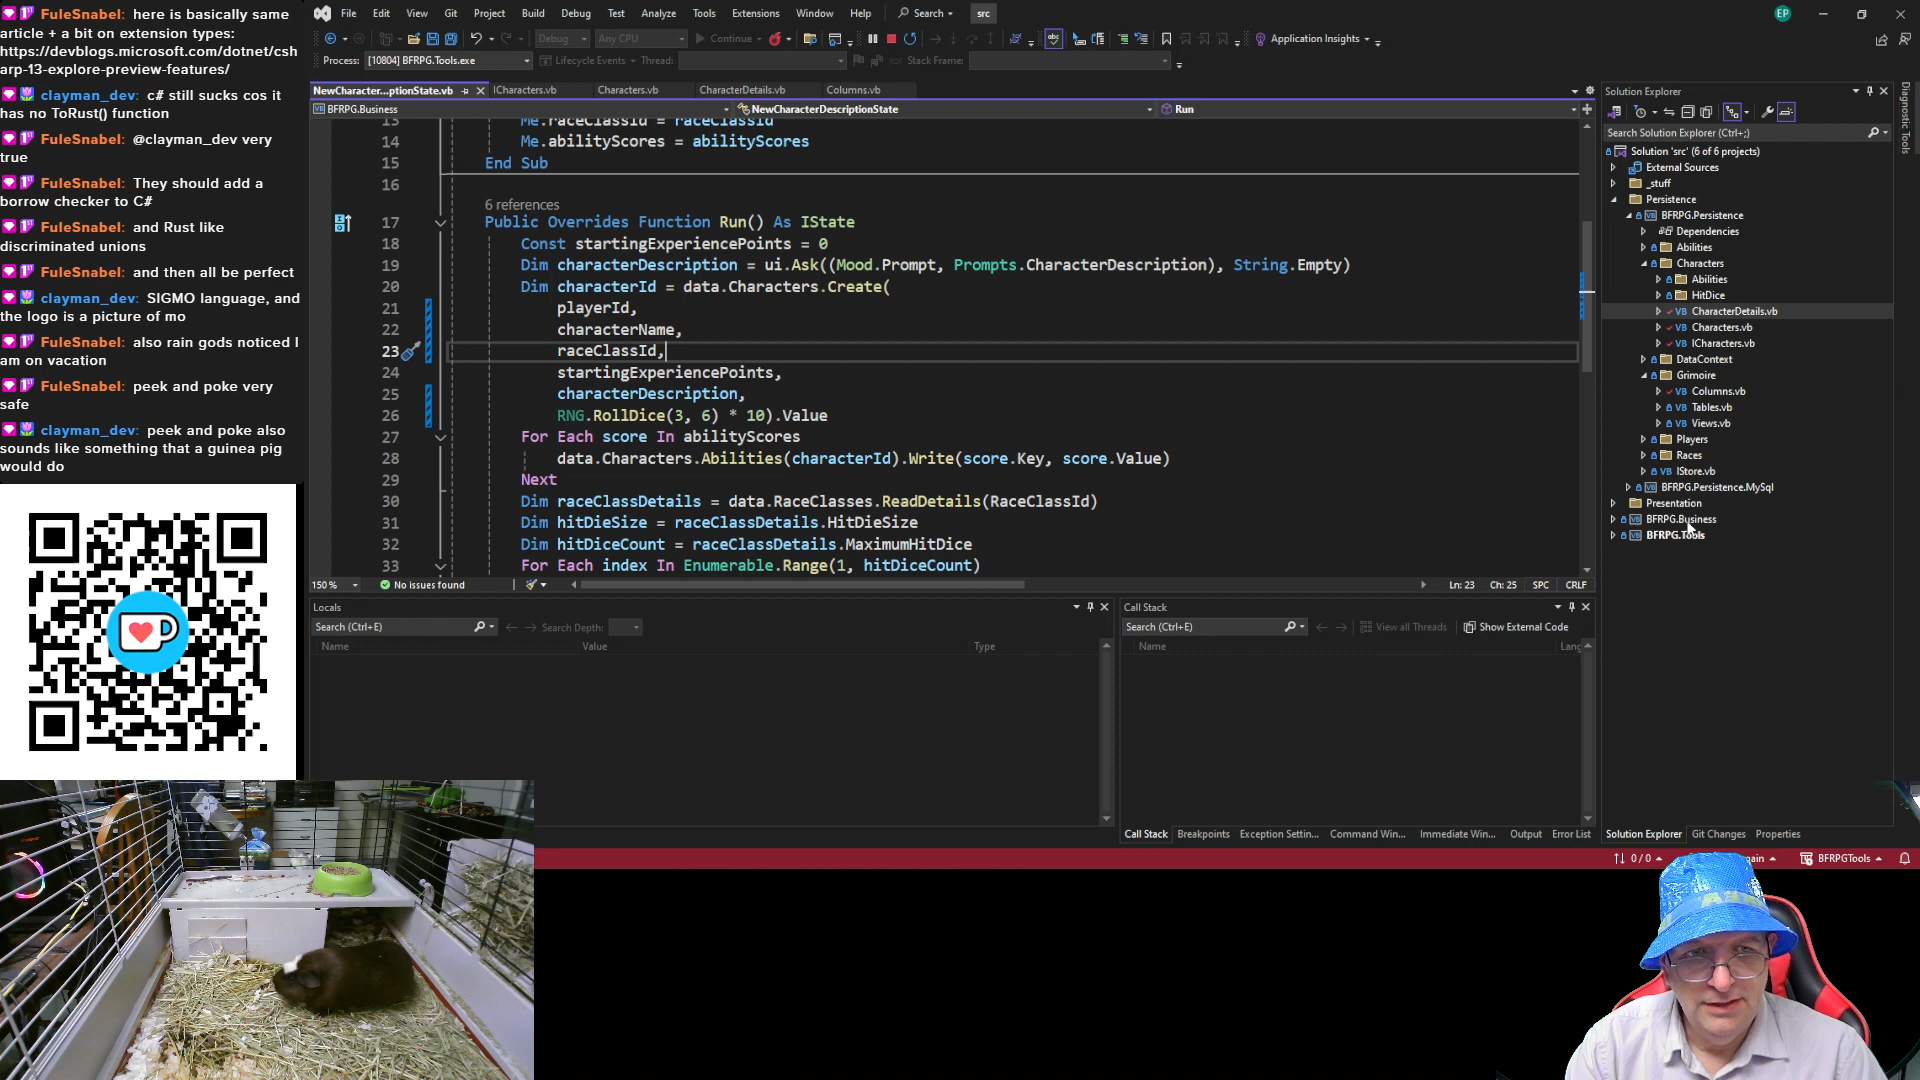 FuleSnabel: here is basically same
article + a bit on extension types:
https://devblogs.microsoft.com/dotnet/csh
arp-13-explore-preview-features/
clayman_dev: c# still sucks cos it
has no ToRust() function
FuleSnabel: @clayman_dev very
true
FuleSnabel: They should add a
borrow checker to C#
FuleSnabel: and Rust like
discriminated unions
FuleSnabel: and then all be perfect
clayman_dev: SIGMO language, and
the logo is a picture of mo
FuleSnabel: also rain gods noticed I
am on vacation
FuleSnabel: peek and poke very
safe
clayman_dev: peek and poke also
sounds like something that a guinea pig
would do
File Edit View Git Project Build Debug Test Analyze Tools Extensions Window Help Search src EP
Debug Any CPU Continue Application Insights
Process: [10804] BFRPG.Tools.exe Lifecycle Events Thread: Stack Frame:
NewCharacter...ptionState.vb ICharacters.vb Characters.vb CharacterDetails.vb Columns.vb
BFRPG.Business NewCharacterDescriptionState Run
13 Me.raceClassId = raceClassId
14 Me.abilityScores = abilityScores
15 End Sub
16
6 references
17 Public Overrides Function Run() As IState
18 Const startingExperiencePoints = 0
19 Dim characterDescription = ui.Ask((Mood.Prompt, Prompts.CharacterDescription), String.Empty)
20 Dim characterId = data.Characters.Create(
21 playerId,
22 characterName,
23 raceClassId,
24 startingExperiencePoints,
25 characterDescription,
26 RNG.RollDice(3, 6) * 10).Value
27 For Each score In abilityScores
28 data.Characters.Abilities(characterId).Write(score.Key, score.Value)
29 Next
30 Dim raceClassDetails = data.RaceClasses.ReadDetails(RaceClassId)
31 Dim hitDieSize = raceClassDetails.HitDieSize
32 Dim hitDiceCount = raceClassDetails.MaximumHitDice
33 For Each index In Enumerable.Range(1, hitDiceCount)
150 % No issues found Ln: 23 Ch: 25 SPC CRLF
Locals
Search (Ctrl+E) Search Depth:
Name Value Type
Call Stack
Search (Ctrl+E) View all Threads Show External Code
Name Lang
Call Stack Breakpoints Exception Settin... Command Win... Immediate Win... Output Error List
Solution Explorer
Search Solution Explorer (Ctrl+;)
Solution 'src' (6 of 6 projects)
External Sources
_stuff
Persistence
BFRPG.Persistence
Dependencies
Abilities
Characters
Abilities
HitDice
CharacterDetails.vb
Characters.vb
ICharacters.vb
DataContext
Grimoire
Columns.vb
Tables.vb
Views.vb
Players
Races
IStore.vb
BFRPG.Persistence.MySql
Presentation
BFRPG.Business
BFRPG.Tools
Solution Explorer Git Changes Properties
Diagnostic Tools
0 / 0 BFRPGTools